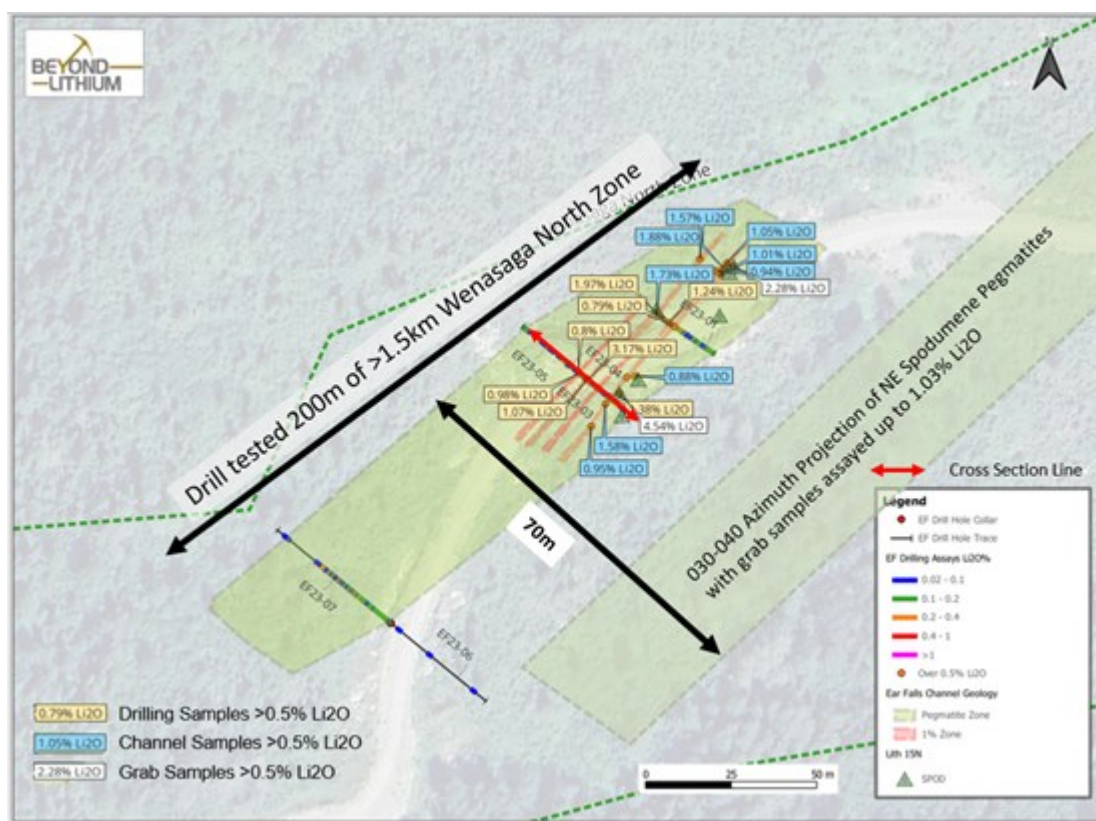 BEYOND
LITHIUM
N
Drill tested 200m of >1.5km Wenasaga North Zone
1.57% Li2O
1.88% Li2O
1.05% Li2O
1.01% Li2O
1.73% Li2O
0.94% Li2O
1.97% Li2O
1.24% Li2O
2.28% Li2O
0.79% Li2O
EF23-01
0.8% Li2O
3.17% Li2O
EF23-04
EF23-05
0.88% Li2O
0.98% Li2O
EF23-03
1.07% Li2O
.38% Li2O
4.54% Li2O
1.58% Li2O
0.95% Li2O
70m
030-040 Azimuth Projection of NE Spodumene Pegmatites
with grab samples assayed up to 1.03% Li2O
EF23-07
EF23-06
Cross Section Line
Legend
EF Drill Hole Collar
EF Drill Hole Trace
EF Drilling Assays Li2O%
0.02 - 0.1
0.1 - 0.2
0.2 - 0.4
0.4 - 1
>1
Over 0.5% Li2O
Ear Falls Channel Geology
Pegmatite Zone
1% Zone
Lith 15N
SPOD
0.79% Li2O Drilling Samples >0.5% Li2O
1.05% Li2O Channel Samples >0.5% Li2O
2.28% Li2O Grab Samples >0.5% Li2O
0 25 50 m